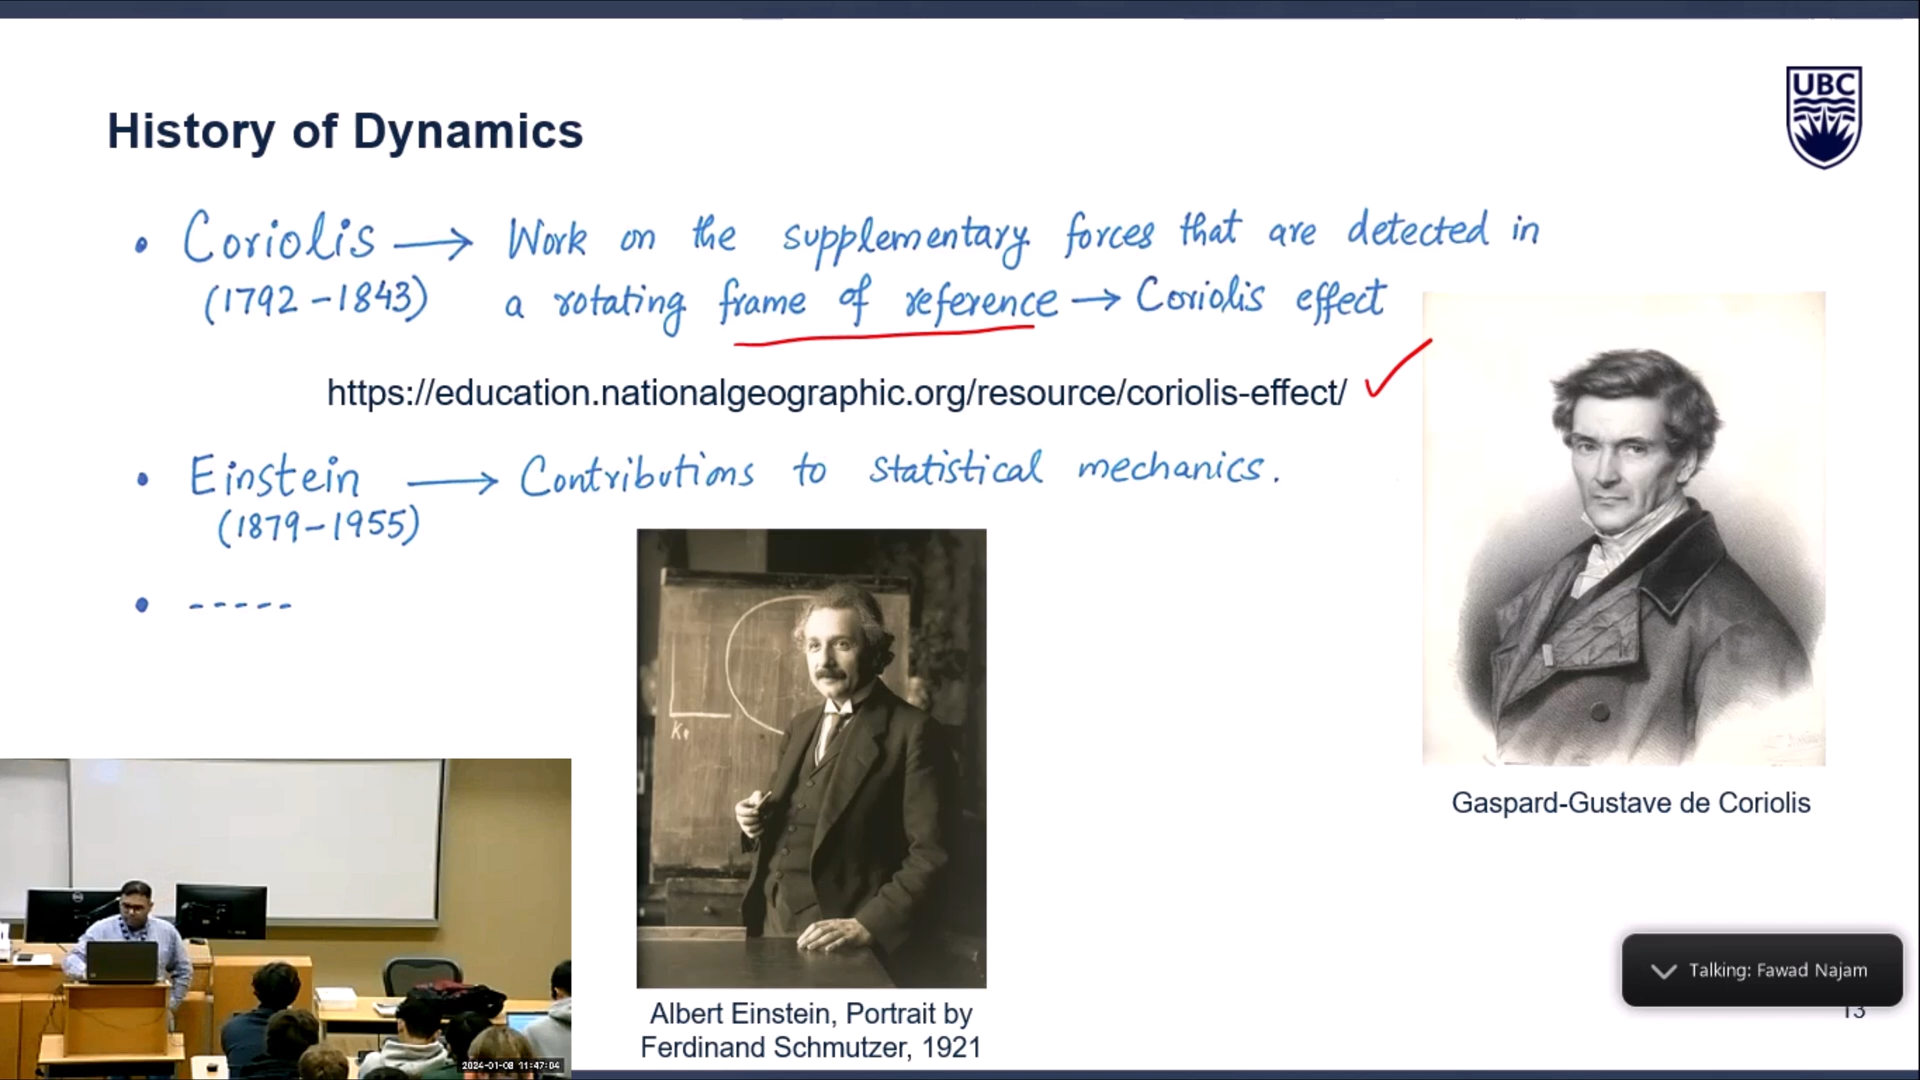 UBC
History of Dynamics
• Coriolis → Work on the supplementary forces that are detected in
(1792-1843) a rotating frame of reference → Coriolis effect
https://education.nationalgeographic.org/resource/coriolis-effect/
• Einstein → Contributions to statistical mechanics.
(1879-1955)
• -----
Gaspard-Gustave de Coriolis
Albert Einstein, Portrait by
Ferdinand Schmutzer, 1921
Talking: Fawad Najam
13
2024-01-08 11:47:04